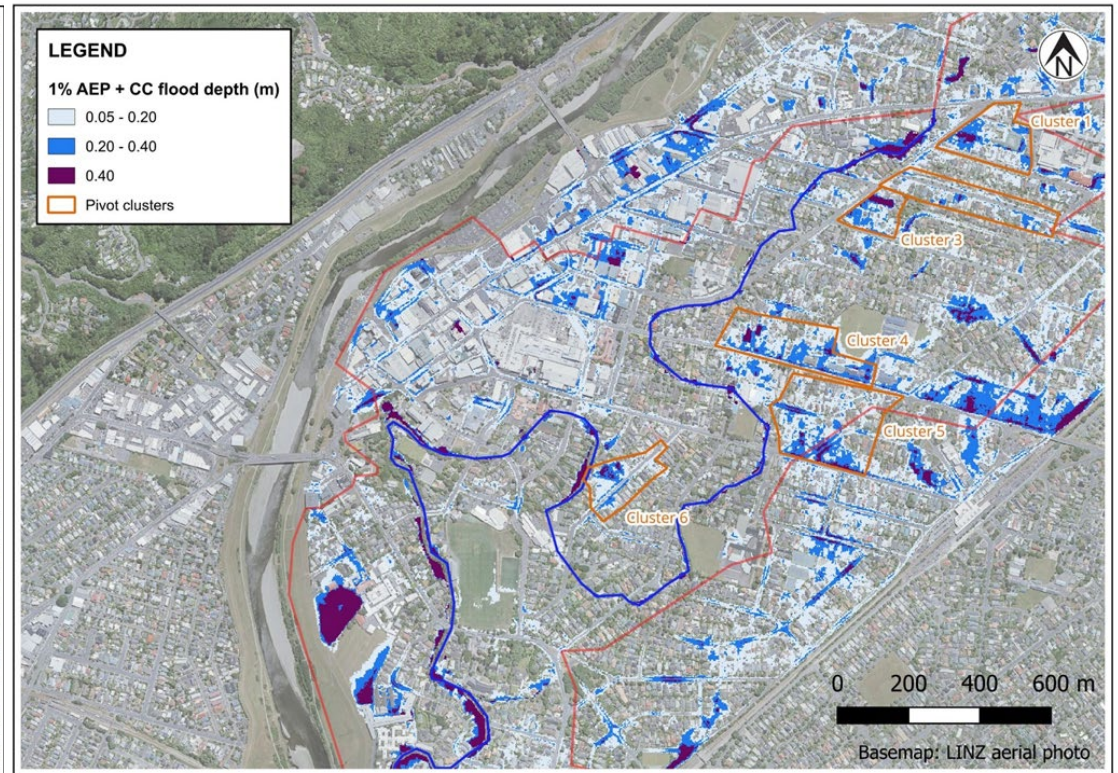 LEGEND
1% AEP + CC flood depth (m)
0.05 - 0.20
0.20 - 0.40
0.40
Pivot clusters
N
Cluster 1
Cluster 3
Cluster 4
Cluster 5
Cluster 6
0 200 400 600 m
Basemap: LINZ aerial photo